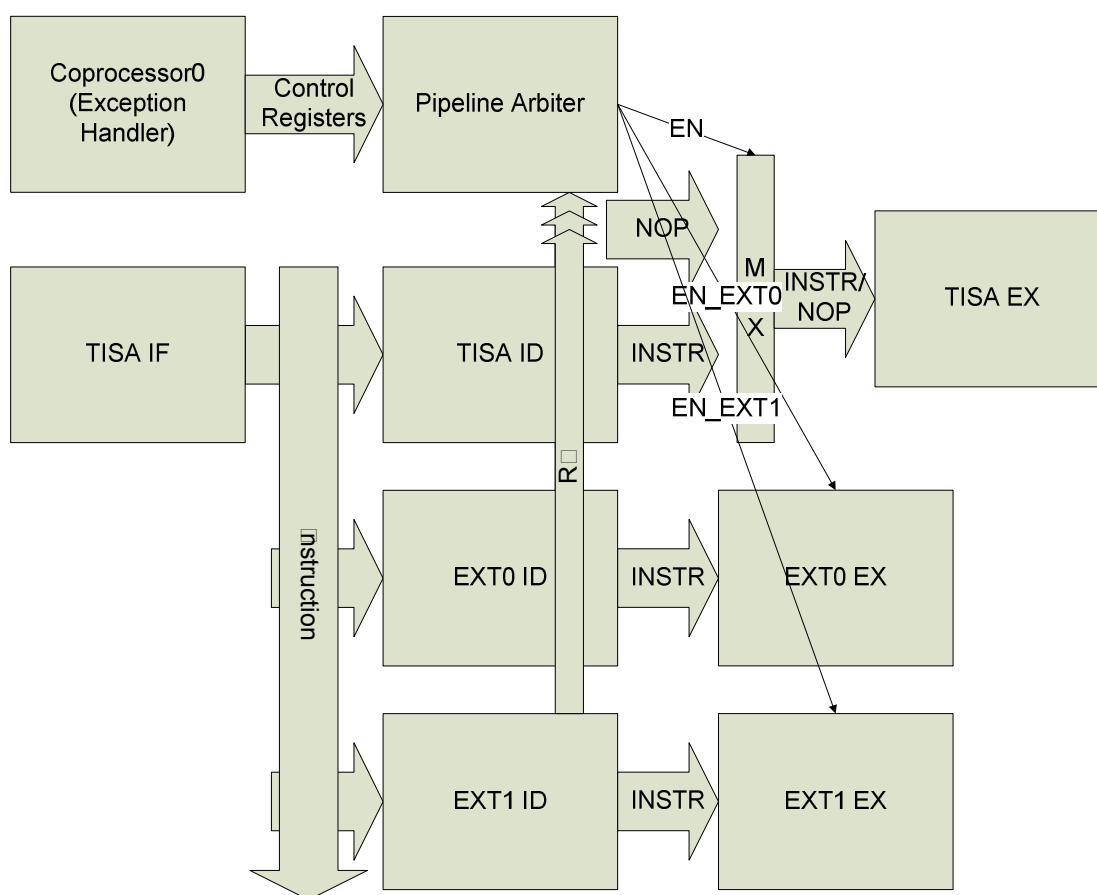 Coprocessor0
(Exception
Handler)
Control
Registers
Pipeline Arbiter
EN
NOP
M
X
EN_EXT0
INSTR/
NOP
TISA EX
TISA IF
TISA ID
INSTR
EN_EXT1
R□
□nstruction
EXT0 ID
INSTR
EXT0 EX
EXT1 ID
INSTR
EXT1 EX